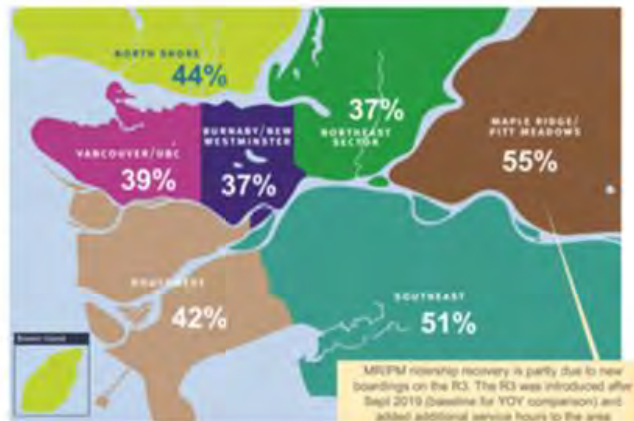 NORTH SHORE
44%
37%
NORTHEAST
SECTOR
MAPLE RIDGE/
PITT MEADOWS
55%
BURNABY/NEW
WESTMINSTER
37%
VANCOUVER/UBC
39%
SOUTHWEST
42%
SOUTHEAST
51%
Bowen Island
MR/PM ridership recovery is partly due to new
boardings on the R3. The R3 was introduced after
Sept 2019 (baseline for YOY comparison) and
added additional service hours to the area